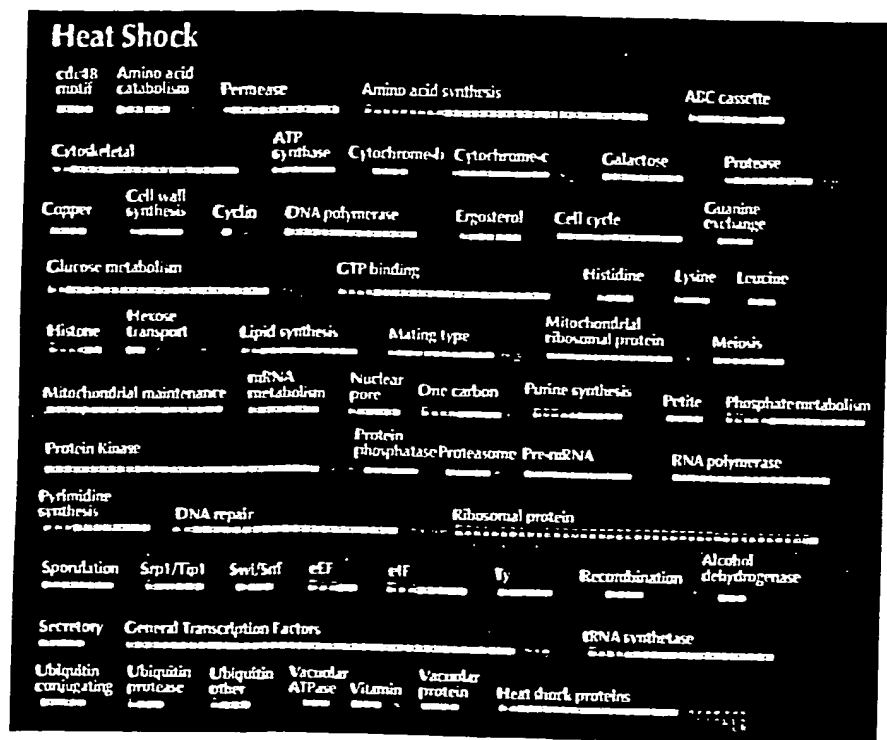 Heat Shock
cdc48 motif Amino acid catabolism Permease Amino acid synthesis ABC cassette
Cytoskeletal ATP synthase Cytochrome-b Cytochrome-c Galactose Protease
Copper Cell wall synthesis Cyclin DNA polymerase Ergosterol Cell cycle Guanine exchange
Glucose metabolism GTP binding Histidine Lysine Leucine
Histone Hexose transport Lipid synthesis Mating type Mitochondrial ribosomal protein Meiosis
Mitochondrial maintenance mRNA metabolism Nuclear pore One carbon Purine synthesis Petite Phosphate metabolism
Protein Kinase Protein phosphatase Proteasome Pre-mRNA RNA polymerase
Pyrimidine synthesis DNA repair Ribosomal protein
Sporulation Srp1/Tip1 Swi/Snf eEF eIF Ty Recombination Alcohol dehydrogenase
Secretory General Transcription Factors tRNA synthetase
Ubiquitin conjugating Ubiquitin protease Ubiquitin other Vacuolar ATPase Vitamin Vacuolar protein Heat shock proteins